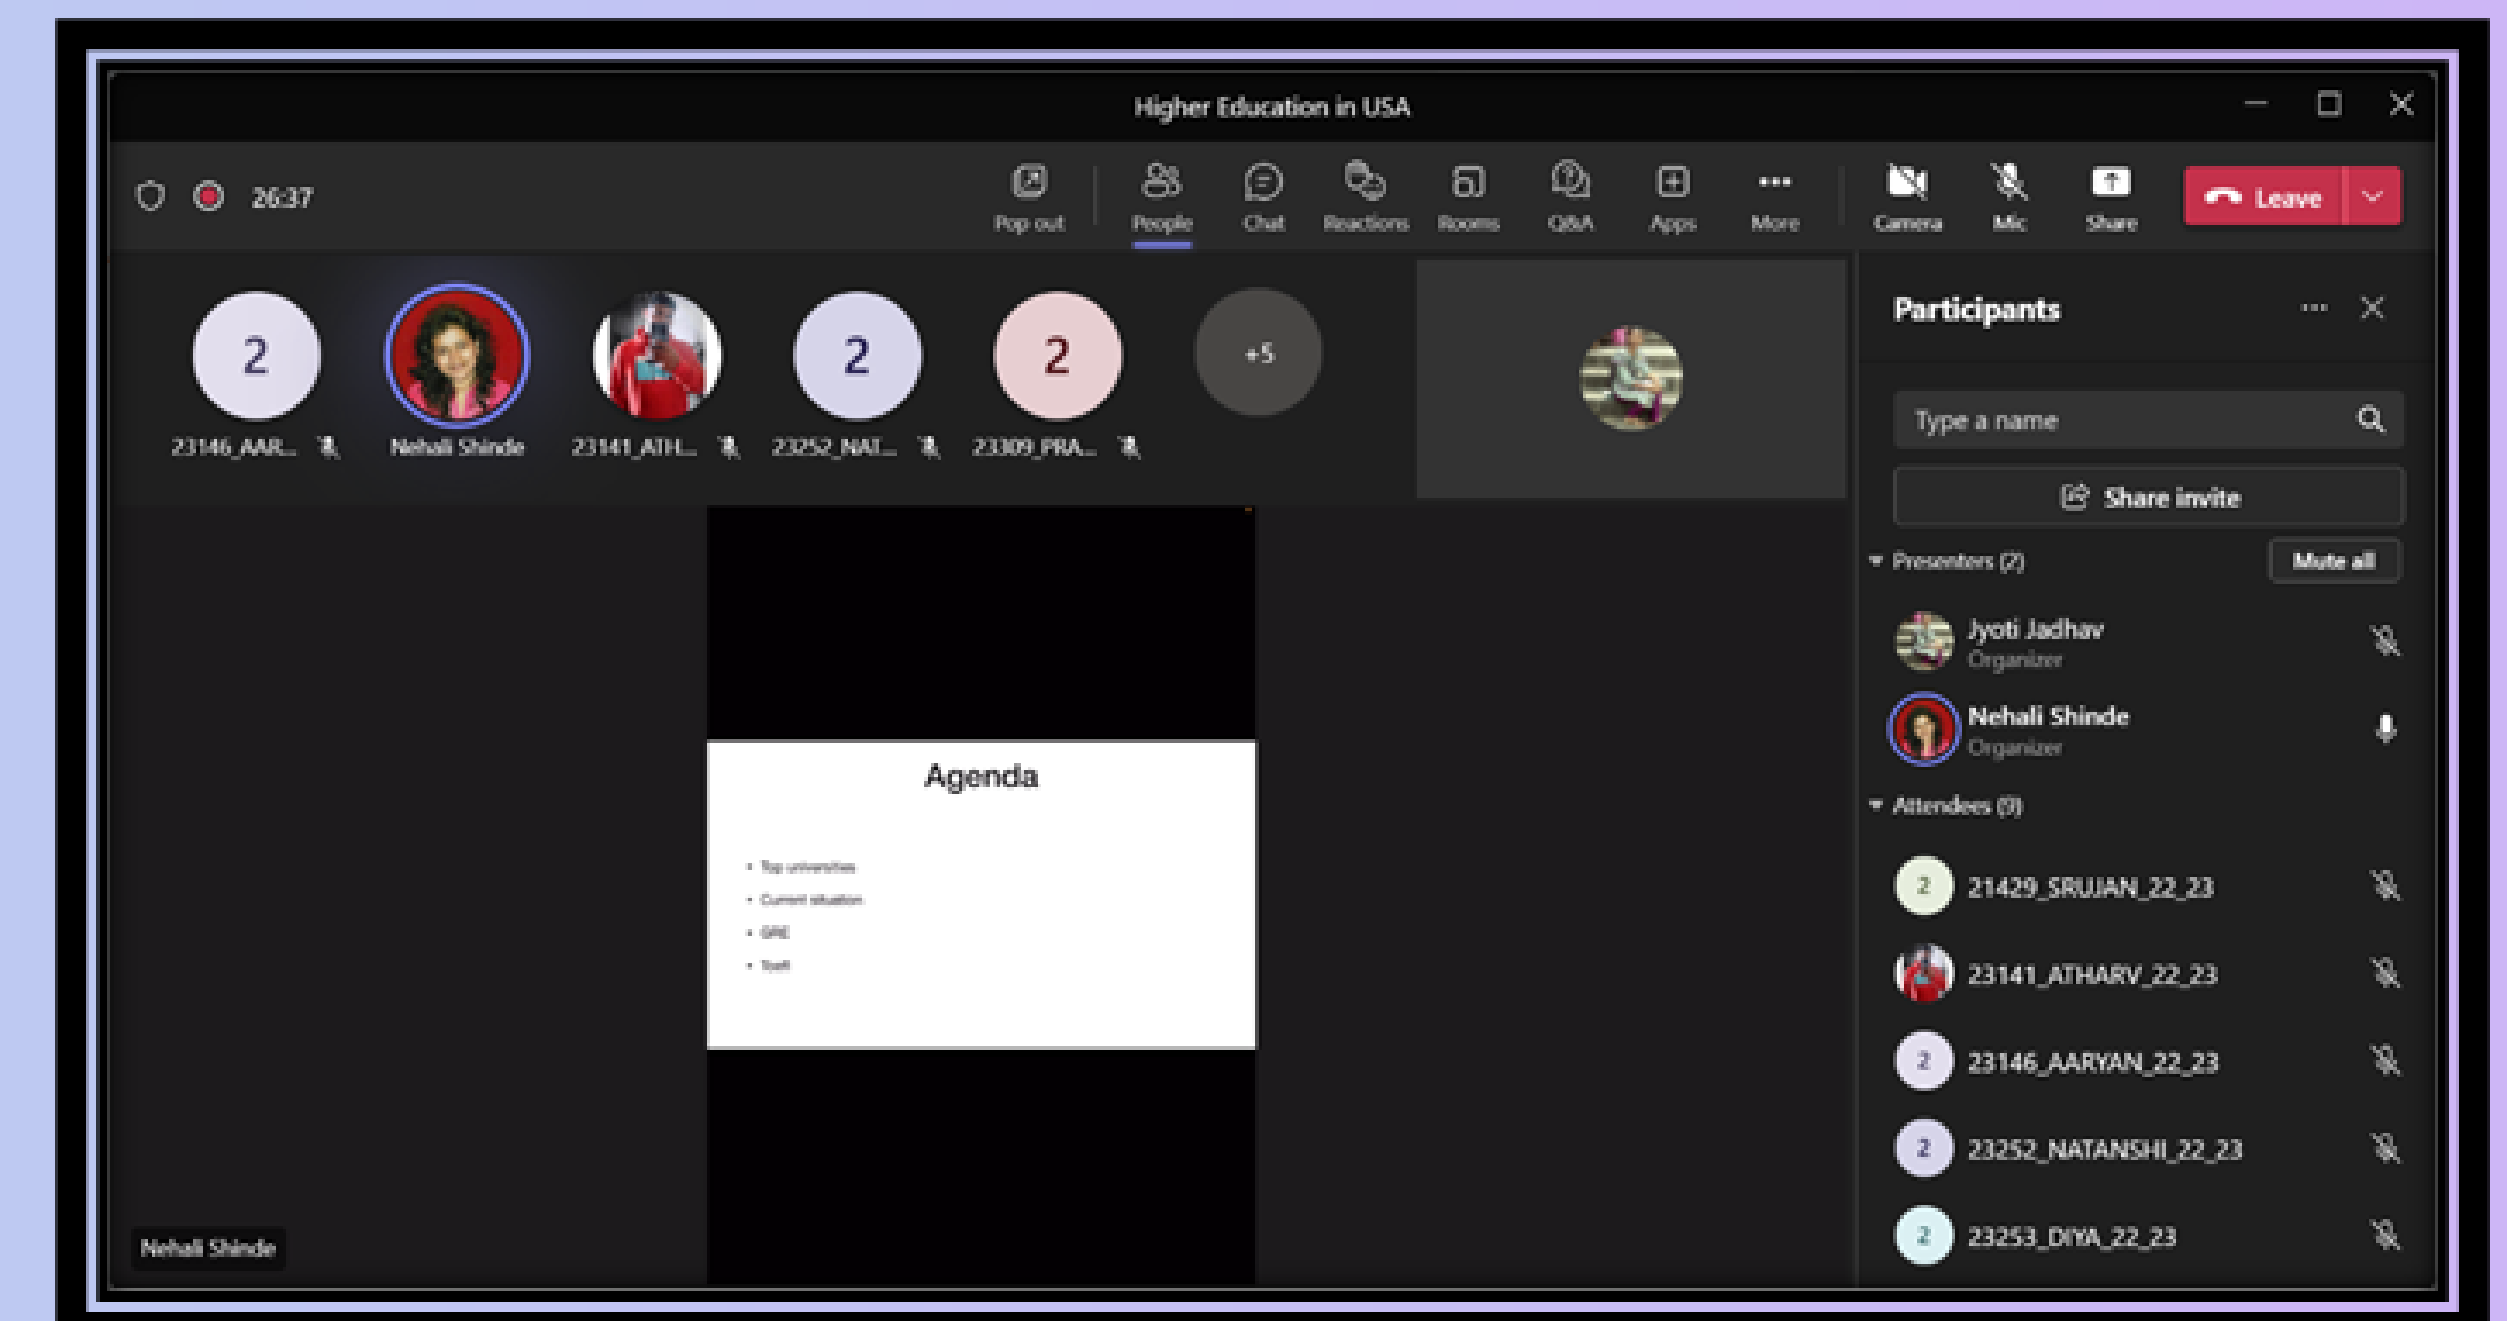 Higher Education in USA
26:37
Pop out
People
Chat
Reactions
Rooms
Q&A
Apps
More
Camera
Mic
Share
Leave
2
2
2
+5
23146_AAR...
Nehali Shinde
23141_ATH...
23252_NAT...
23309_PRA...
Agenda
• Top universities
• Current situation
• GRE
• Toefl
Nehali Shinde
Participants
Type a name
Share invite
Presenters (2)
Mute all
Jyoti Jadhav
Organizer
Nehali Shinde
Organizer
Attendees (9)
2
21429_SRUJAN_22_23
23141_ATHARV_22_23
2
23146_AARYAN_22_23
2
23252_NATANSHI_22_23
2
23253_DIYA_22_23